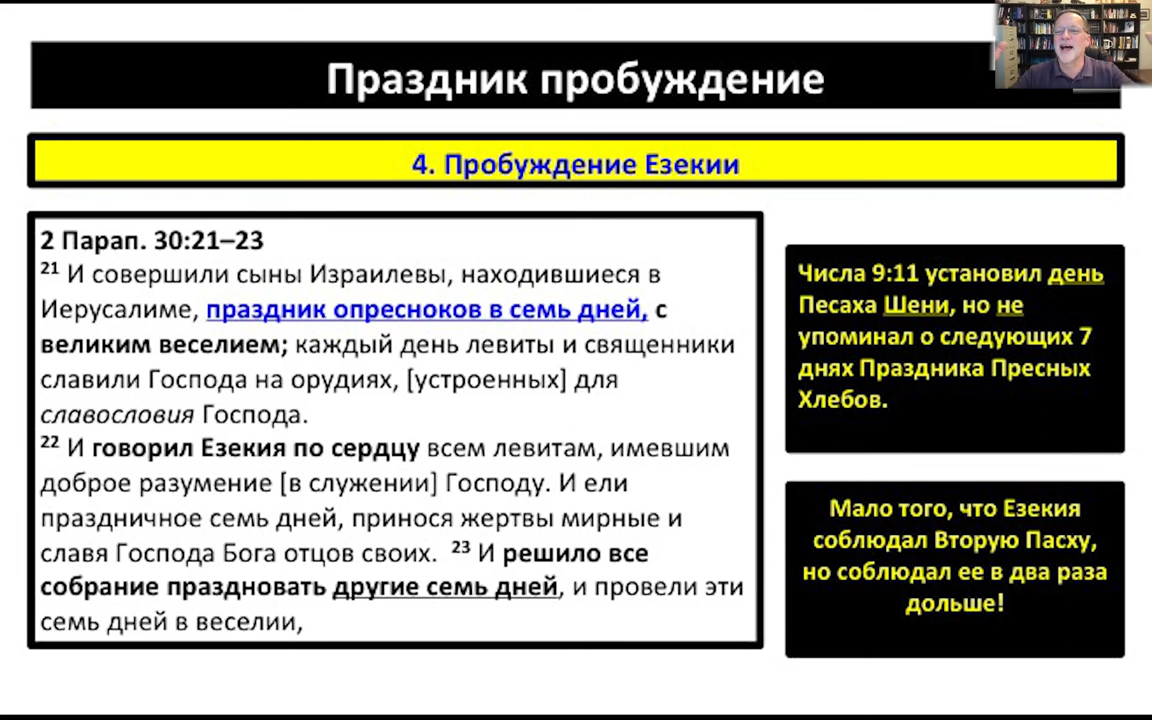 Праздник пробуждение
4. Пробуждение Езекии
2 Парап. 30:21–23
21 И совершили сыны Израилевы, находившиеся в
Иерусалиме, праздник опресноков в семь дней, с
великим веселием; каждый день левиты и священники
славили Господа на орудиях, [устроенных] для
славословия Господа.
22 И говорил Езекия по сердцу всем левитам, имевшим
доброе разумение [в служении] Господу. И ели
праздничное семь дней, принося жертвы мирные и
славя Господа Бога отцов своих. 23 И решило все
собрание праздновать другие семь дней, и провели эти
семь дней в веселии,
Числа 9:11 установил день
Песаха Шени, но не
упоминал о следующих 7
днях Праздника Пресных
Хлебов.
Мало того, что Езекия
соблюдал Вторую Пасху,
но соблюдал ее в два раза
дольше!